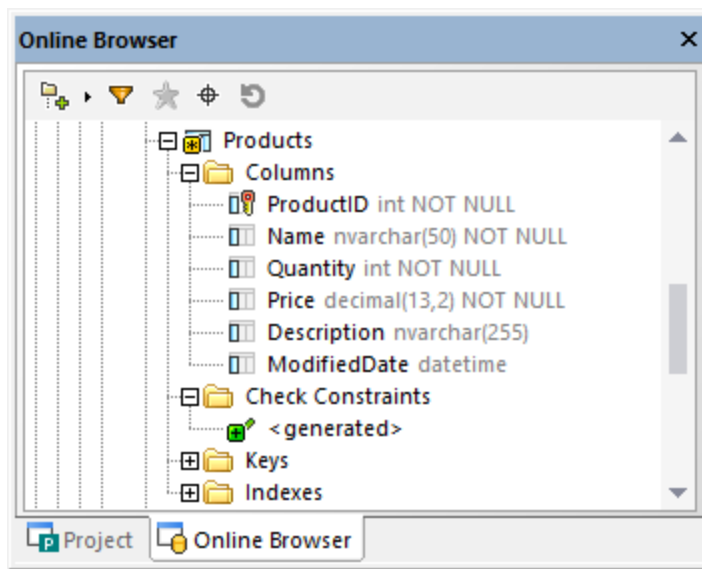 Online Browser
Products
Columns
ProductID int NOT NULL
Name nvarchar(50) NOT NULL
Quantity int NOT NULL
Price decimal(13,2) NOT NULL
Description nvarchar(255)
ModifiedDate datetime
Check Constraints
<generated>
Keys
Indexes
Project Online Browser